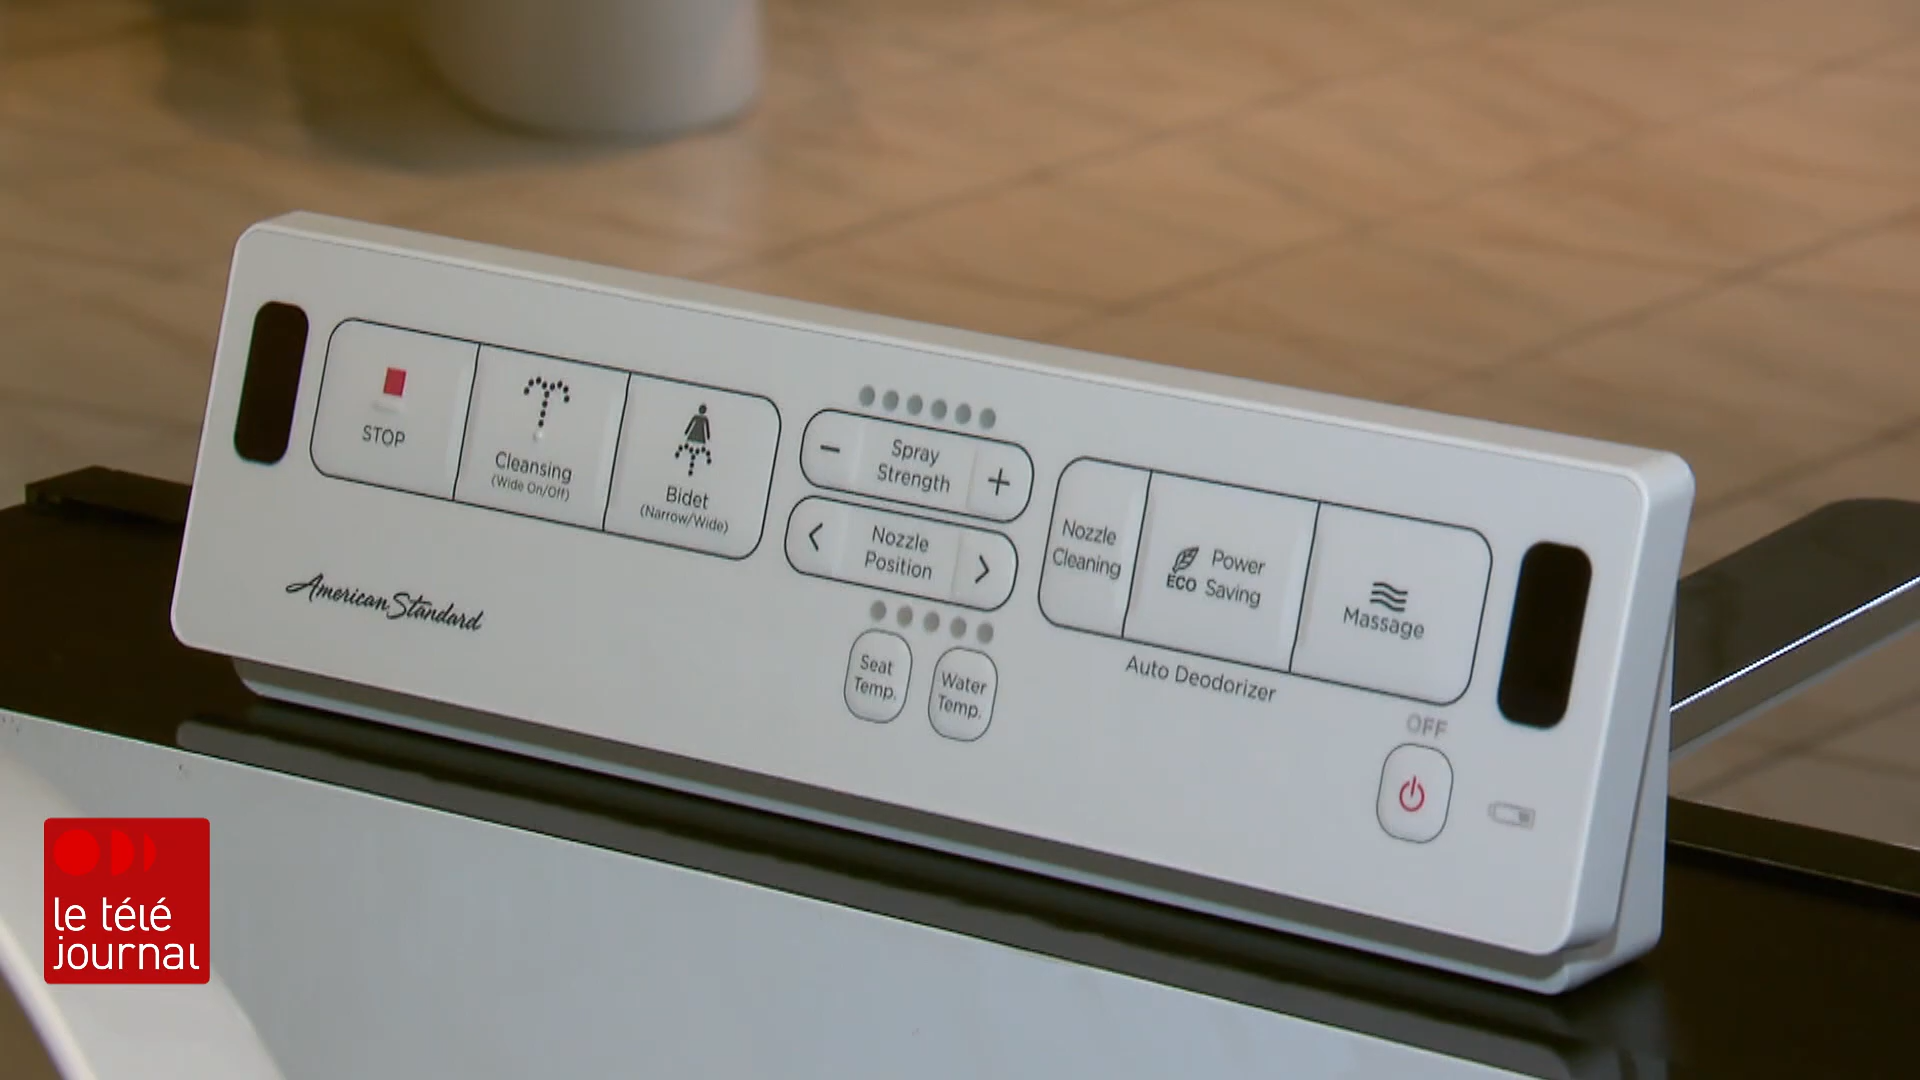 STOP
Cleansing
(Wide On/Off)
Bidet
(Narrow/Wide)
American Standard
−
Spray
Strength
+
<
Nozzle
Position
>
Seat
Temp.
Water
Temp.
Nozzle
Cleaning
ECO
Power
Saving
Massage
Auto Deodorizer
OFF
le télé
journal